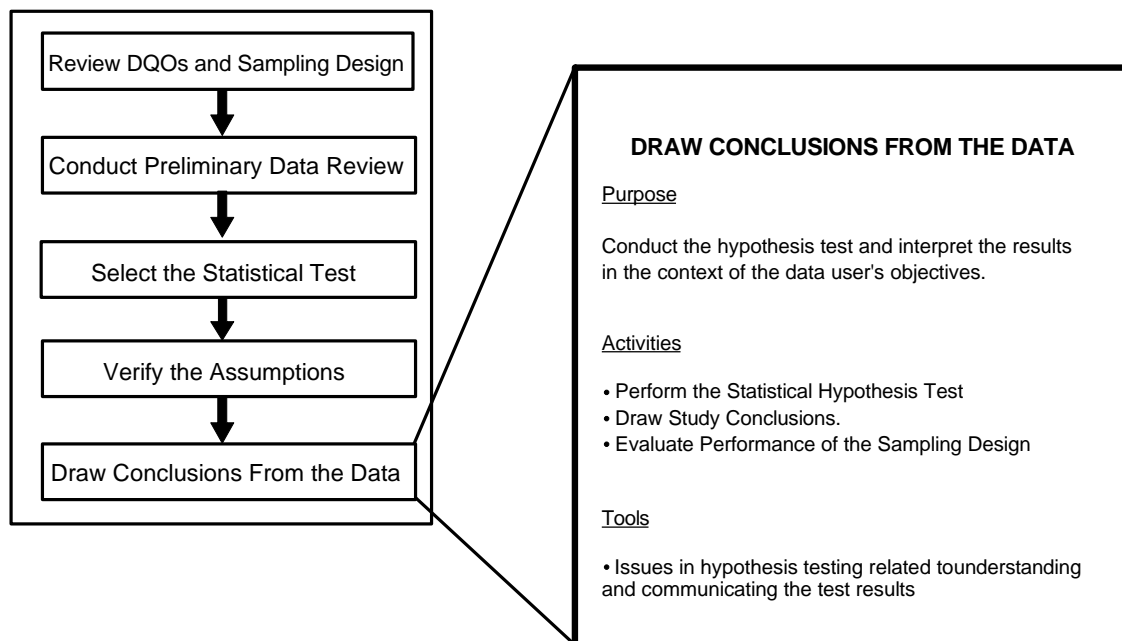 Review DQOs and Sampling Design
Conduct Preliminary Data Review
Select the Statistical Test
Verify the Assumptions
Draw Conclusions From the Data
DRAW CONCLUSIONS FROM THE DATA
Purpose
Conduct the hypothesis test and interpret the results
in the context of the data user's objectives.
Activities
• Perform the Statistical Hypothesis Test
• Draw Study Conclusions.
• Evaluate Performance of the Sampling Design
Tools
• Issues in hypothesis testing related tounderstanding
and communicating the test results